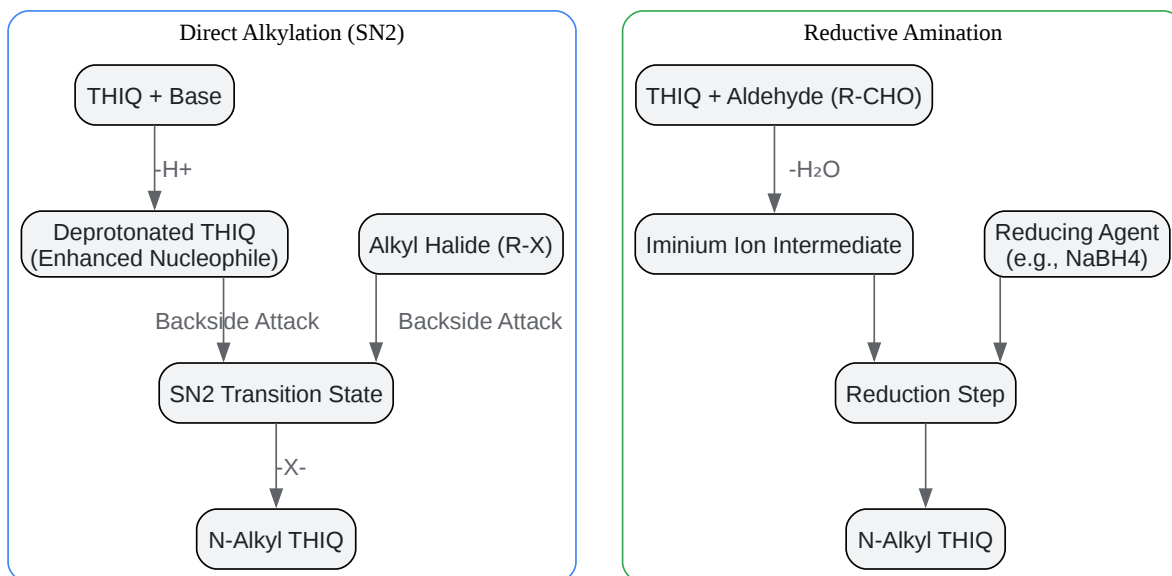 Direct Alkylation (SN2)
THIQ + Base
-H+
Deprotonated THIQ
(Enhanced Nucleophile)
Alkyl Halide (R-X)
Backside Attack
Backside Attack
SN2 Transition State
-X-
N-Alkyl THIQ
Reductive Amination
THIQ + Aldehyde (R-CHO)
-H₂O
Iminium Ion Intermediate
Reducing Agent
(e.g., NaBH4)
Reduction Step
N-Alkyl THIQ